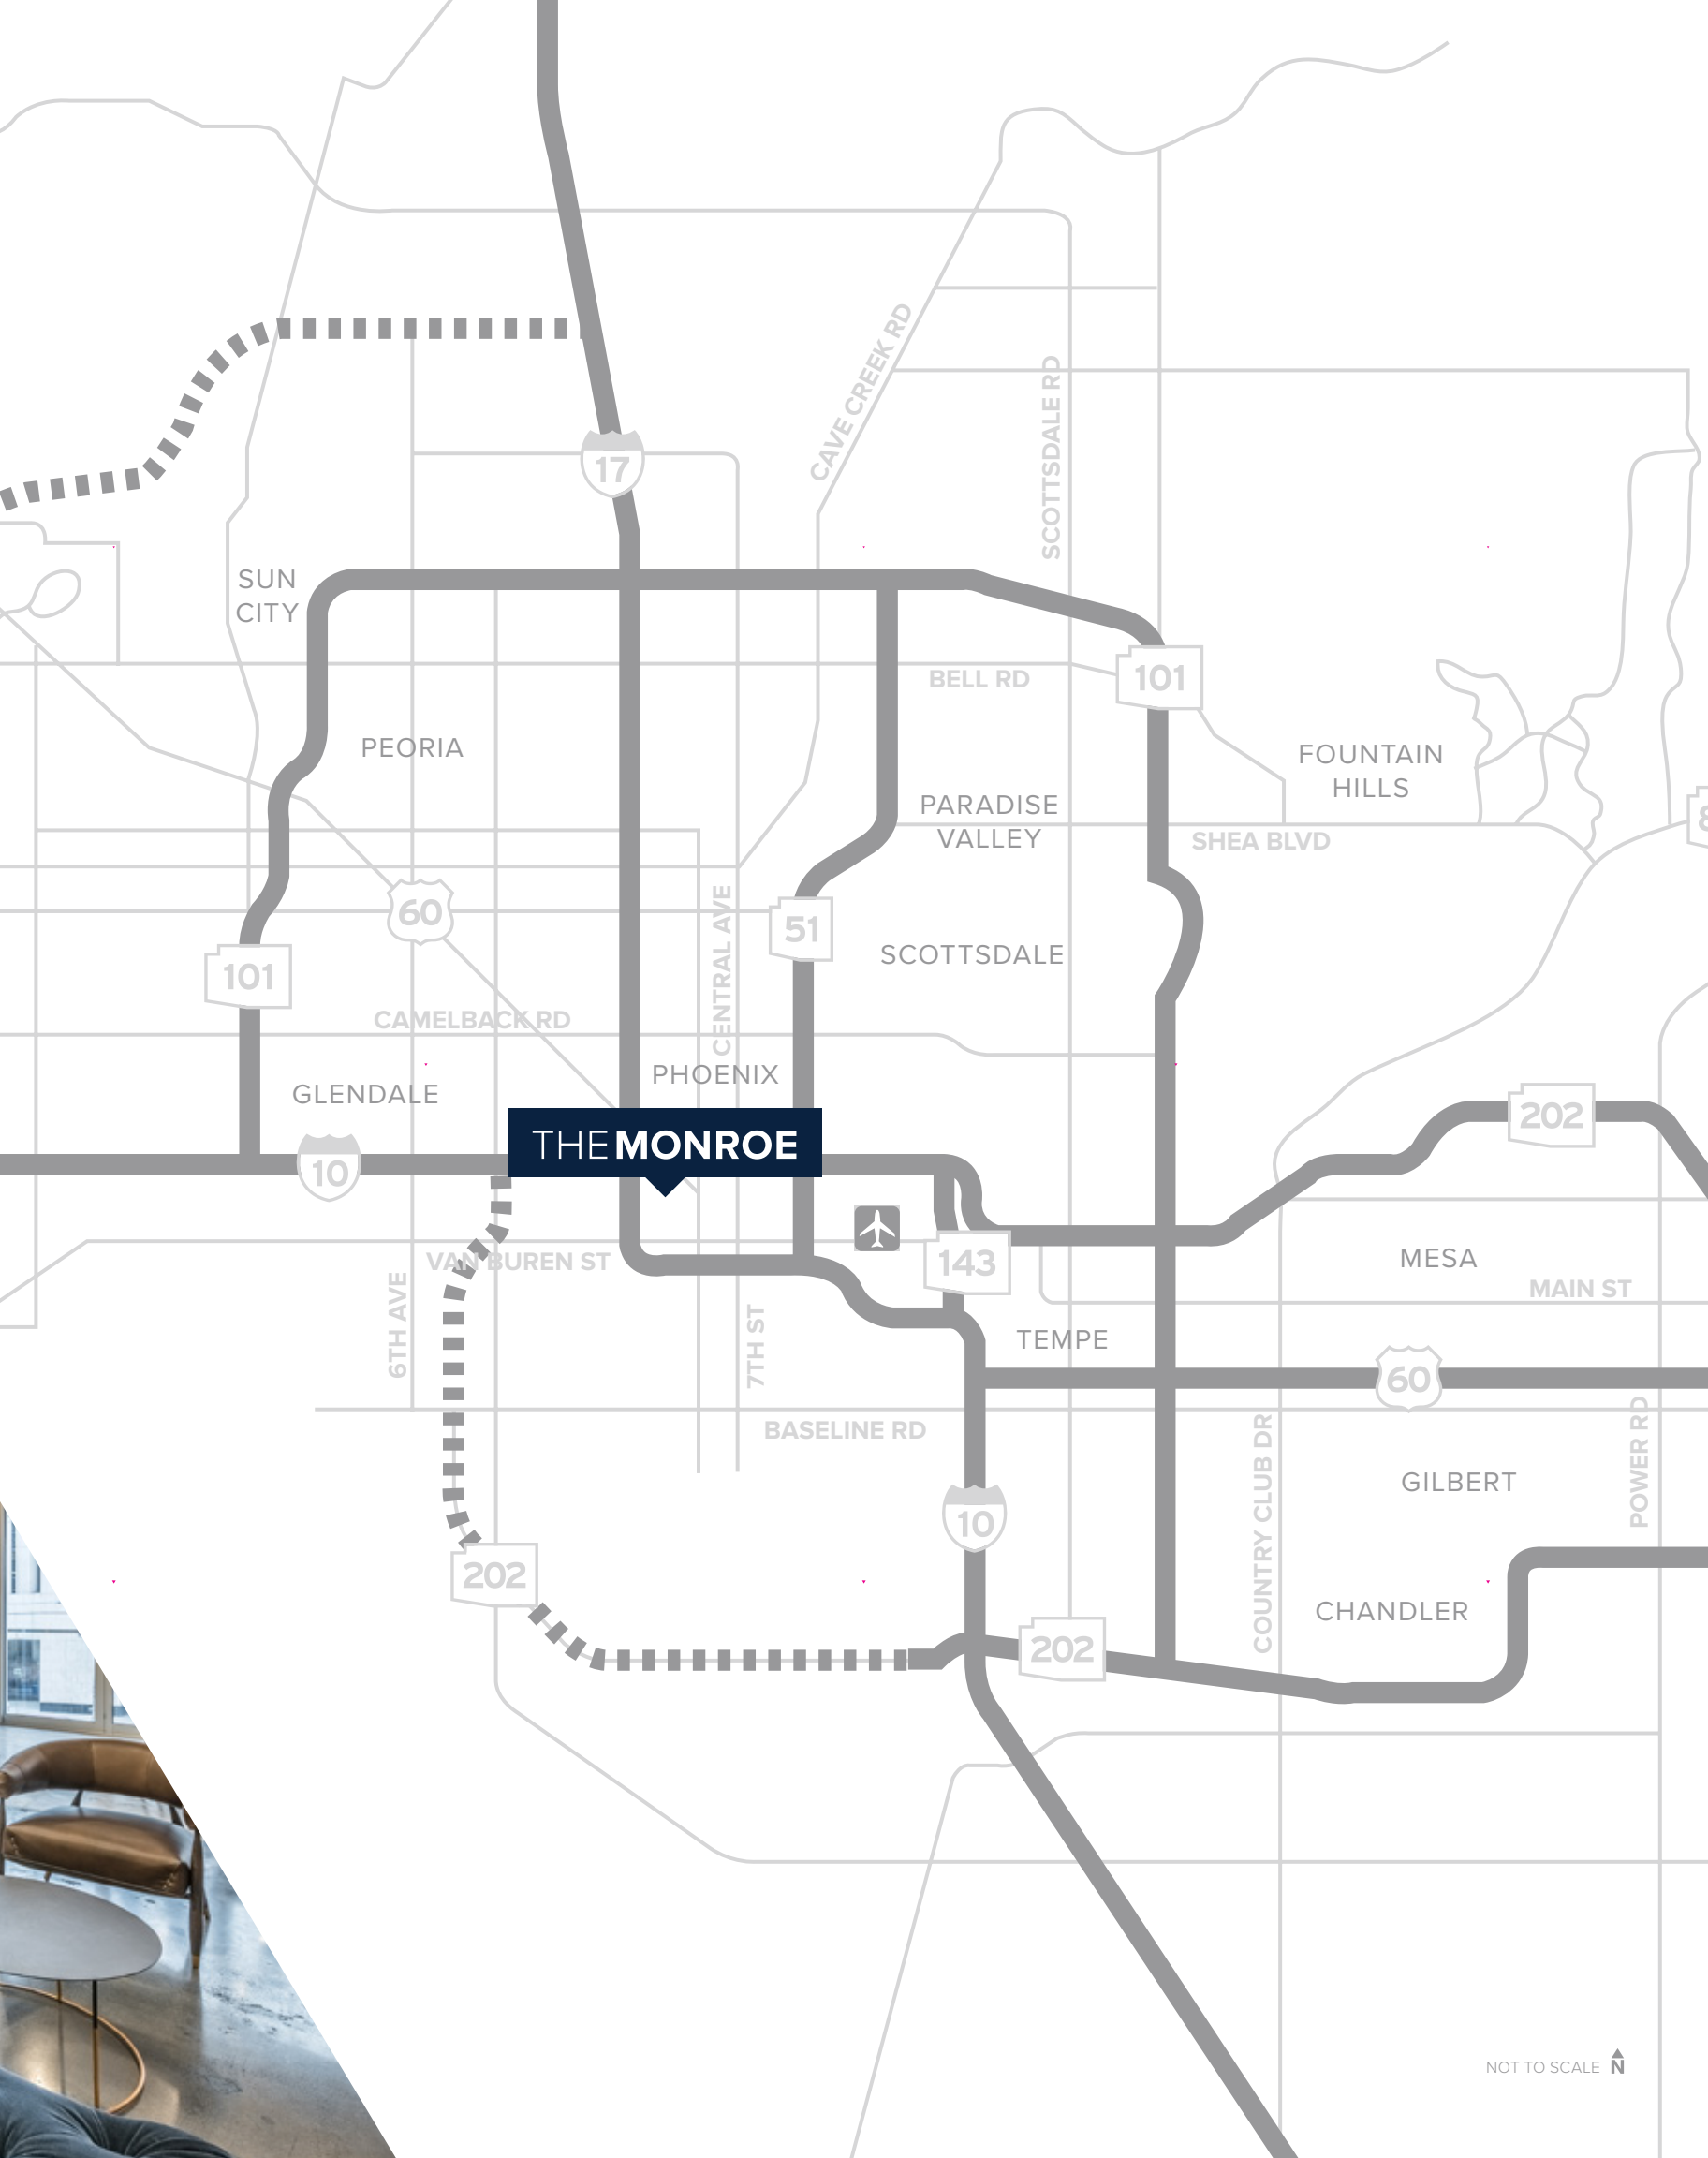 CAVE CREEK RD
SCOTTSDALE RD
17
SUN
CITY
BELL RD
101
PEORIA
FOUNTAIN
HILLS
PARADISE
VALLEY
SHEA BLVD
8
60
CENTRAL AVE
51
SCOTTSDALE
101
CAMELBACK RD
PHOENIX
GLENDALE
202
THE MONROE
10
VAN BUREN ST
143
MESA
MAIN ST
6TH AVE
7TH ST
TEMPE
60
BASELINE RD
COUNTRY CLUB DR
POWER RD
GILBERT
10
202
CHANDLER
202
NOT TO SCALE N